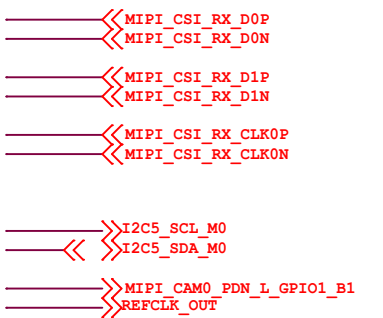 MIPI_CSI_RX_D0P
MIPI_CSI_RX_D0N
MIPI_CSI_RX_D1P
MIPI_CSI_RX_D1N
MIPI_CSI_RX_CLK0P
MIPI_CSI_RX_CLK0N
I2C5_SCL_M0
I2C5_SDA_M0
MIPI_CAM0_PDN_L_GPIO1_B1
REFCLK_OUT